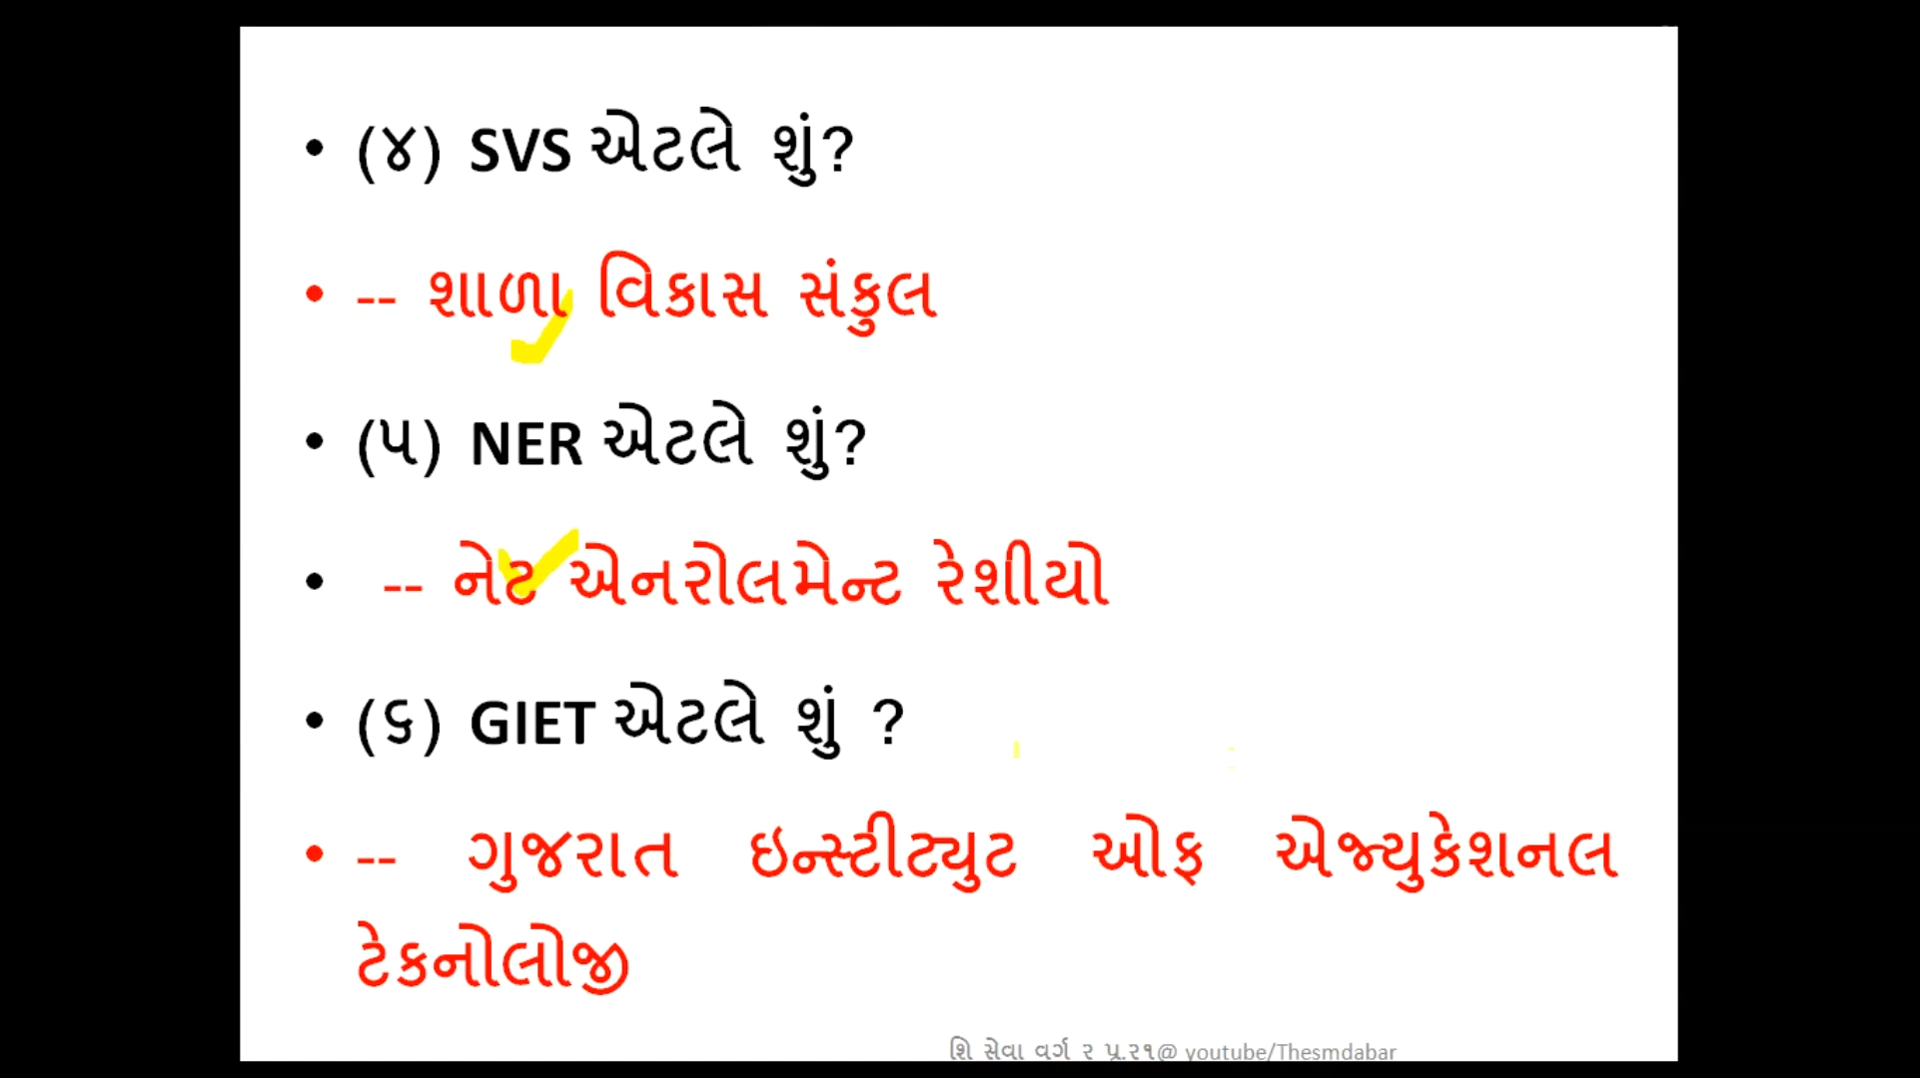 • (૪) SVS એટલે શું?
• -- શાળા વિકાસ સંકુલ
• (૫) NER એટલે શું?
• -- નેટ એનરોલમેન્ટ રેશીયો
• (૬) GIET એટલે શું ?
• -- ગુજરાત ઇન્સ્ટીટ્યુટ ઓફ એજ્યુકેશનલ
ટેકનોલોજી
શિ સેવા વર્ગ ૨ પ્ર.૨૧@ youtube/Thesmdabar